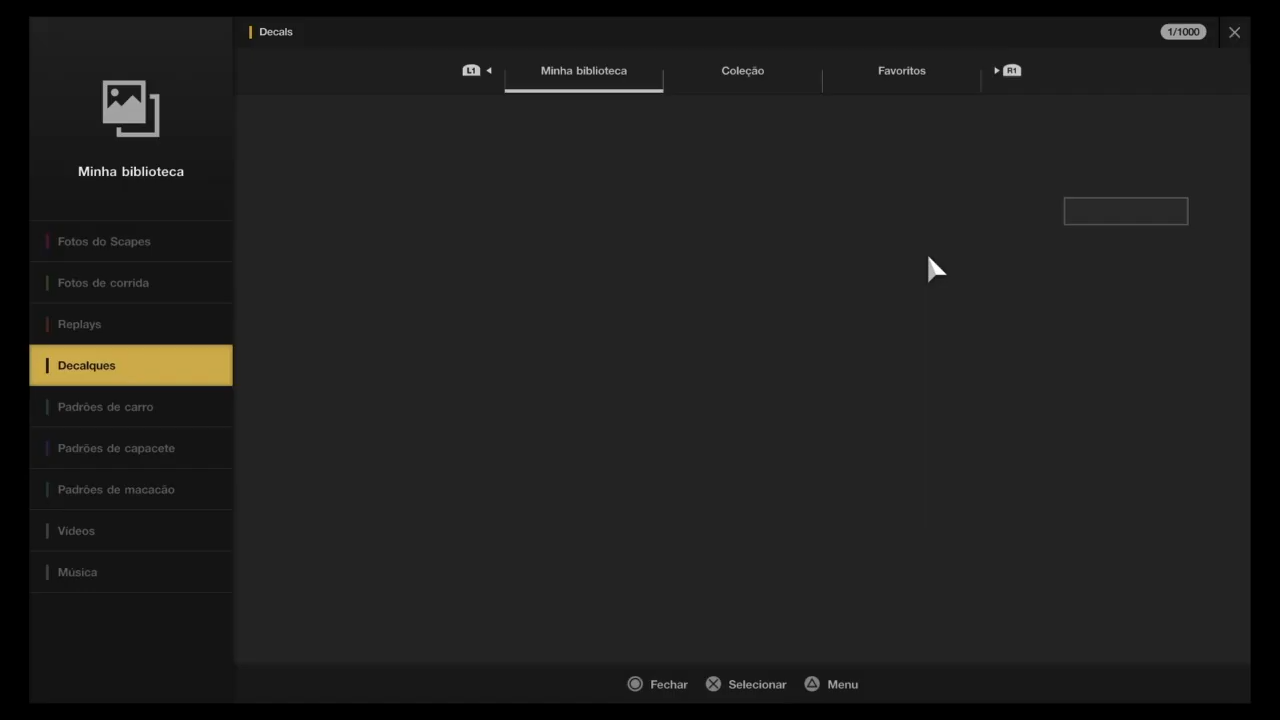 Decals
1/1000
L1
Minha biblioteca
Coleção
Favoritos
R1
Minha biblioteca
Fotos do Scapes
Fotos de corrida
Replays
Decalques
Padrões de carro
Padrões de capacete
Padrões de macacão
Vídeos
Música
Fechar
Selecionar
Menu